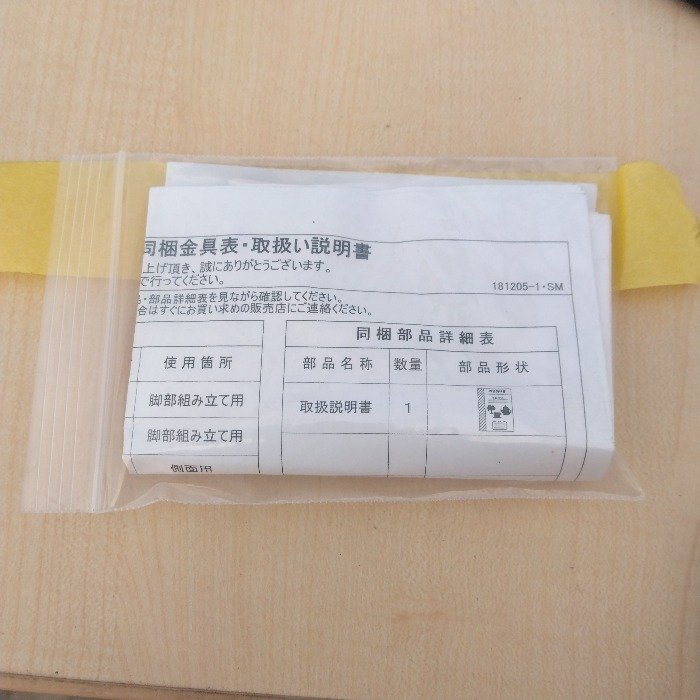 同梱金具表・取扱い説明書
上げ頂き、誠にありがとうございます。
で行ってください。
181205-1・SM
・部品詳細表を見ながら確認してください。
合はすぐにお買い求めの販売店にご連絡ください。
同梱部品詳細表
使用箇所
部品名称 数量 部品形状
脚部組み立て用
取扱説明書 1
脚部組み立て用
側面用